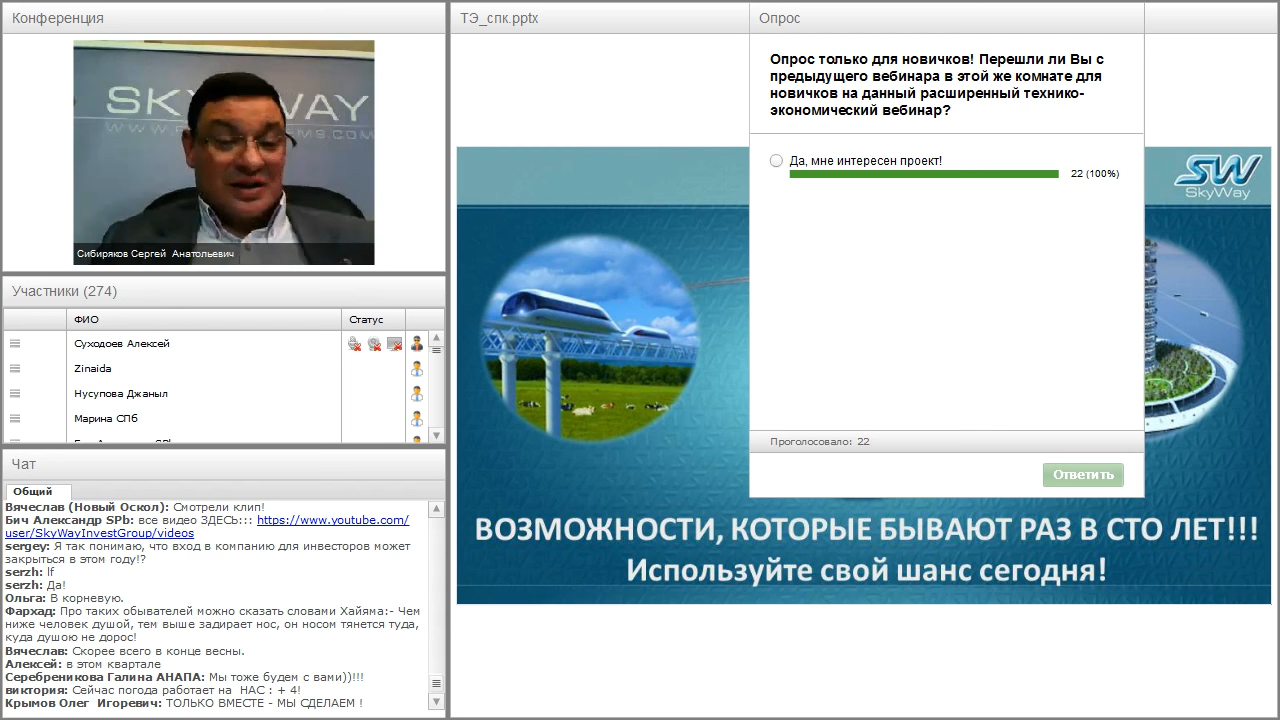 Конференция
SKYWAY
Сибиряков Сергей Анатольевич
Участники (274)
ФИО Статус
Суходоев Алексей
Zinaida
Нусупова Джаныл
Марина СПб
Чат
Общий
Вячеслав (Новый Оскол): Смотрели клип!
Бич Александр SPb: все видео ЗДЕСЬ::: https://www.youtube.com/
user/SkyWayInvestGroup/videos
sergey: Я так понимаю, что вход в компанию для инвесторов может
закрыться в этом году!?
serzh: lf
serzh: Да!
Ольга: В корневую.
Фархад: Про таких обывателей можно сказать словами Хайяма:- Чем
ниже человек душой, тем выше задирает нос, он носом тянется туда,
куда душою не дорос!
Вячеслав: Скорее всего в конце весны.
Алексей: в этом квартале
Серебреникова Галина АНАПА: Мы тоже будем с вами))!!!
виктория: Сейчас погода работает на НАС : + 4!
Крымов Олег Игоревич: ТОЛЬКО ВМЕСТЕ - МЫ СДЕЛАЕМ !
ТЭ_спк.pptx
Опрос
Опрос только для новичков! Перешли ли Вы с
предыдущего вебинара в этой же комнате для
новичков на данный расширенный технико-
экономический вебинар?
Да, мне интересен проект!
22 (100%)
Проголосовало: 22
Ответить
SW
SkyWay
ВОЗМОЖНОСТИ, КОТОРЫЕ БЫВАЮТ РАЗ В СТО ЛЕТ!!!
Используйте свой шанс сегодня!